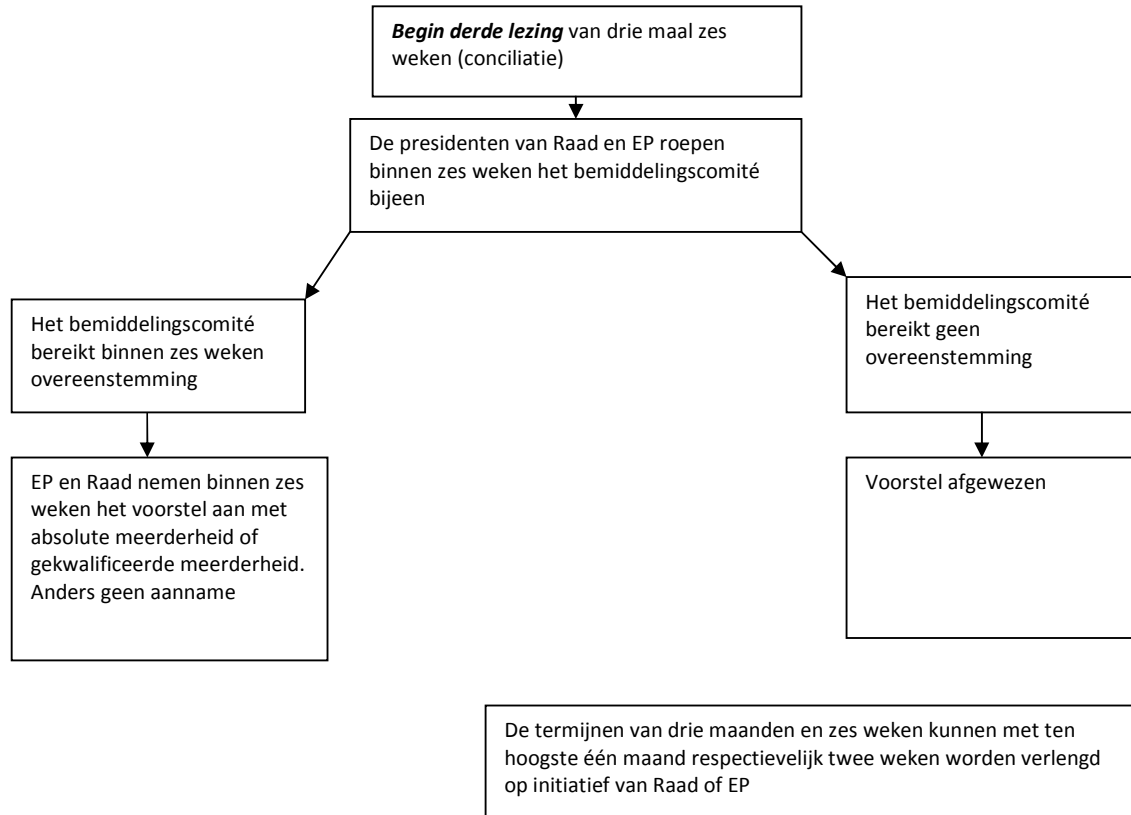 Begin derde lezing van drie maal zes
weken (conciliatie)
De presidenten van Raad en EP roepen
binnen zes weken het bemiddelingscomité
bijeen
Het bemiddelingscomité
bereikt binnen zes weken
overeenstemming
Het bemiddelingscomité
bereikt geen
overeenstemming
EP en Raad nemen binnen zes
weken het voorstel aan met
absolute meerderheid of
gekwalificeerde meerderheid.
Anders geen aanname
Voorstel afgewezen
De termijnen van drie maanden en zes weken kunnen met ten
hoogste één maand respectievelijk twee weken worden verlengd
op initiatief van Raad of EP